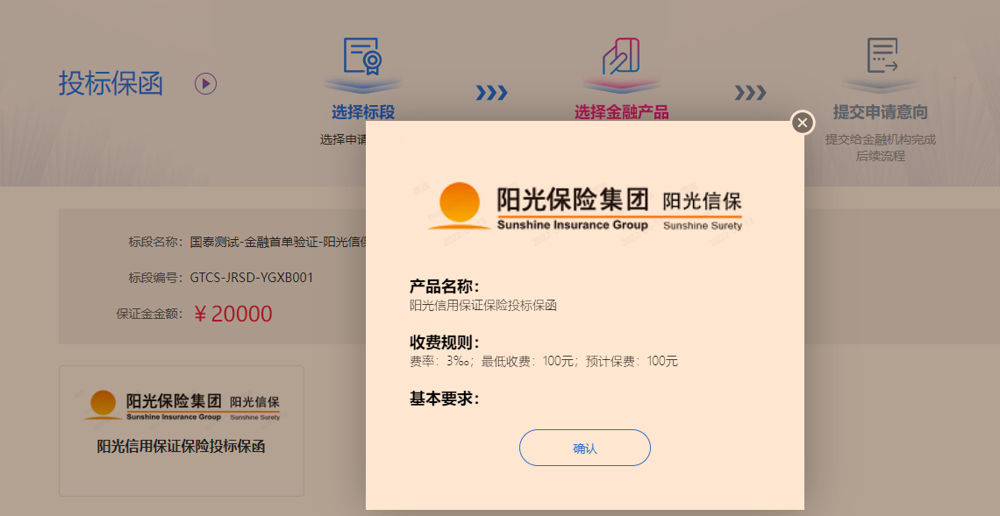 投标保函
选择标段
选择金融产品
提交申请意向
选择申请
提交给金融机构完成
后续流程
标段名称：国泰测试-金融首单验证-阳光信保
标段编号：GTCS-JRSD-YGXB001
保证金金额：￥20000
阳光保险集团 阳光信保
Sunshine Insurance Group Sunshine Surety
阳光信用保证保险投标保函
阳光保险集团 阳光信保
Sunshine Insurance Group Sunshine Surety
产品名称：
阳光信用保证保险投标保函
收费规则：
费率：3‰；最低收费：100元；预计保费：100元
基本要求：
确认